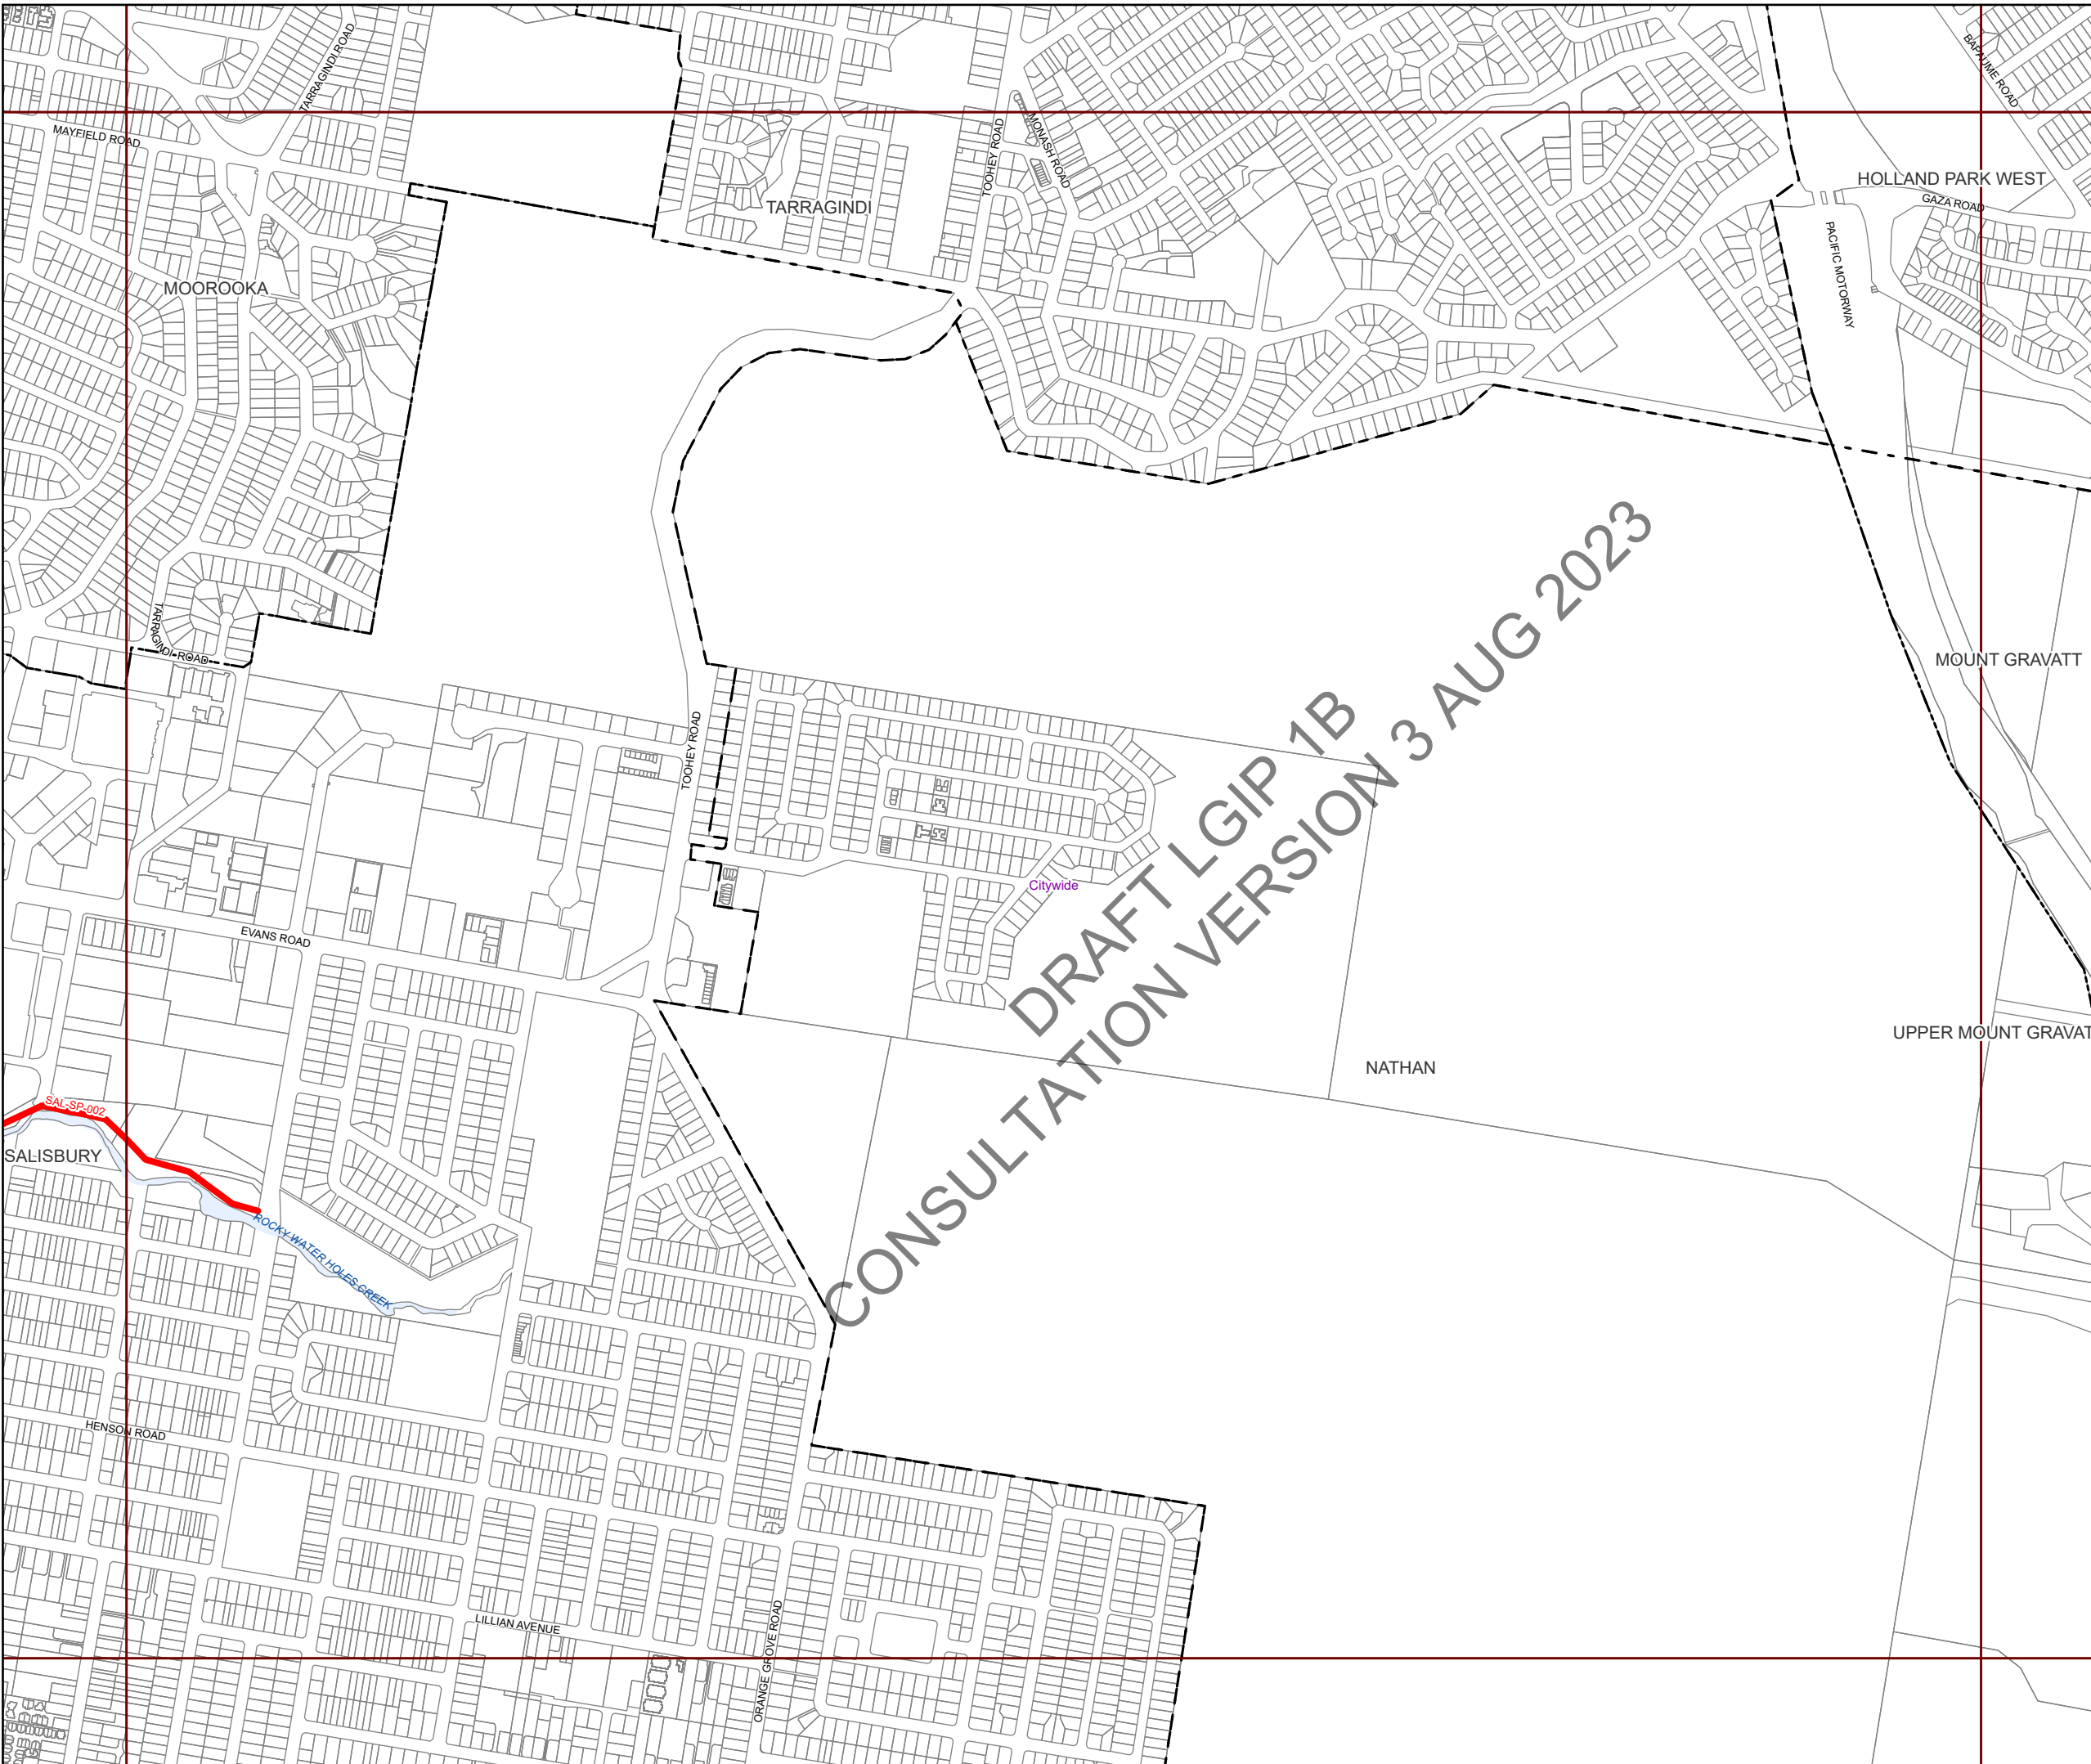 TARRAGINDI ROAD
BAPAUME ROAD
MAYFIELD ROAD
MONASH ROAD
TOOHEY ROAD
HOLLAND PARK WEST
GAZA ROAD
TARRAGINDI
PACIFIC MOTORWAY
MOOROOKA
TARRAGINDI ROAD
MOUNT GRAVATT
TOOHEY ROAD
Citywide
EVANS ROAD
DRAFT LGIP 1B
CONSULTATION VERSION 3 AUG 2023
UPPER MOUNT GRAVAT
NATHAN
SAL-SP-002
SALISBURY
ROCKY WATER HOLES CREEK
HENSON ROAD
LILLIAN AVENUE
ORANGE GROVE ROAD